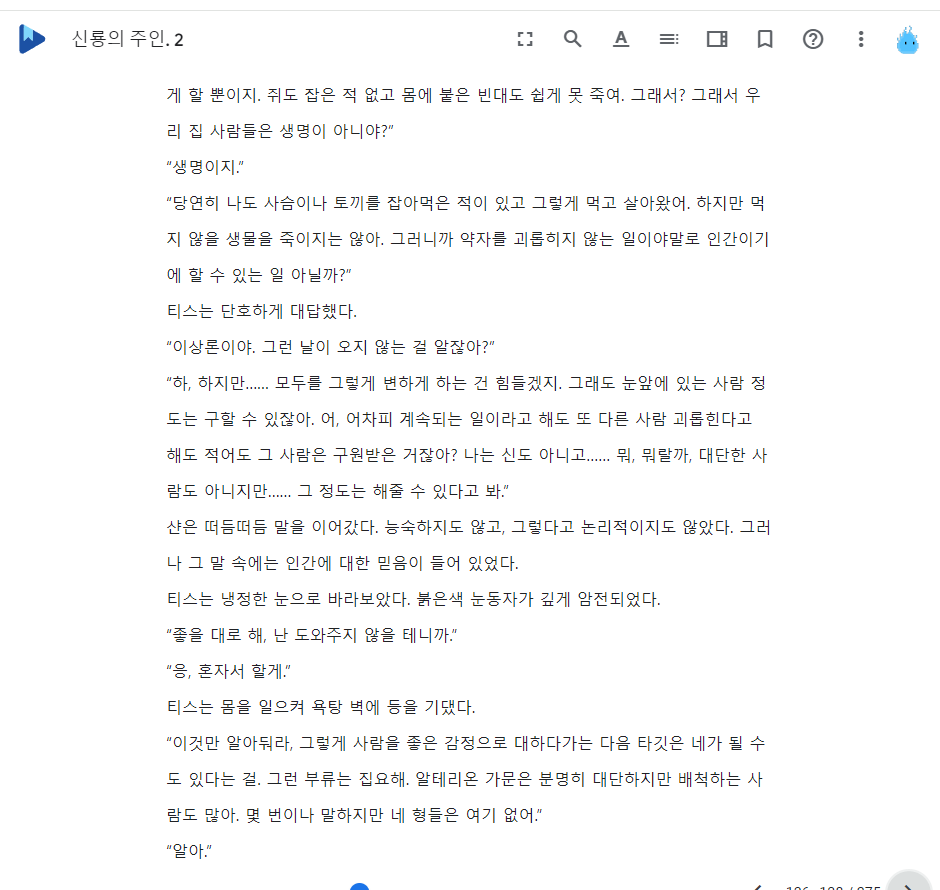 신룡의 주인. 2
게 할 뿐이지. 쥐도 잡은 적 없고 몸에 붙은 빈대도 쉽게 못 죽여. 그래서? 그래서 우
리 집 사람들은 생명이 아니야?”
“생명이지.”
“당연히 나도 사슴이나 토끼를 잡아먹은 적이 있고 그렇게 먹고 살아왔어. 하지만 먹
지 않을 생물을 죽이지는 않아. 그러니까 약자를 괴롭히지 않는 일이야말로 인간이기
에 할 수 있는 일 아닐까?”
티스는 단호하게 대답했다.
“이상론이야. 그런 날이 오지 않는 걸 알잖아?”
“하, 하지만...... 모두를 그렇게 변하게 하는 건 힘들겠지. 그래도 눈앞에 있는 사람 정
도는 구할 수 있잖아. 어, 어차피 계속되는 일이라고 해도 또 다른 사람 괴롭힌다고
해도 적어도 그 사람은 구원받은 거잖아? 나는 신도 아니고...... 뭐, 뭐랄까, 대단한 사
람도 아니지만...... 그 정도는 해줄 수 있다고 봐.”
샨은 떠듬떠듬 말을 이어갔다. 능숙하지도 않고, 그렇다고 논리적이지도 않았다. 그러
나 그 말 속에는 인간에 대한 믿음이 들어 있었다.
티스는 냉정한 눈으로 바라보았다. 붉은색 눈동자가 깊게 암전되었다.
“좋을 대로 해, 난 도와주지 않을 테니까.”
“응, 혼자서 할게.”
티스는 몸을 일으켜 욕탕 벽에 등을 기댔다.
“이것만 알아둬라, 그렇게 사람을 좋은 감정으로 대하다가는 다음 타깃은 네가 될 수
도 있다는 걸. 그런 부류는 집요해. 알테리온 가문은 분명히 대단하지만 배척하는 사
람도 많아. 몇 번이나 말하지만 네 형들은 여기 없어.”
“알아.”